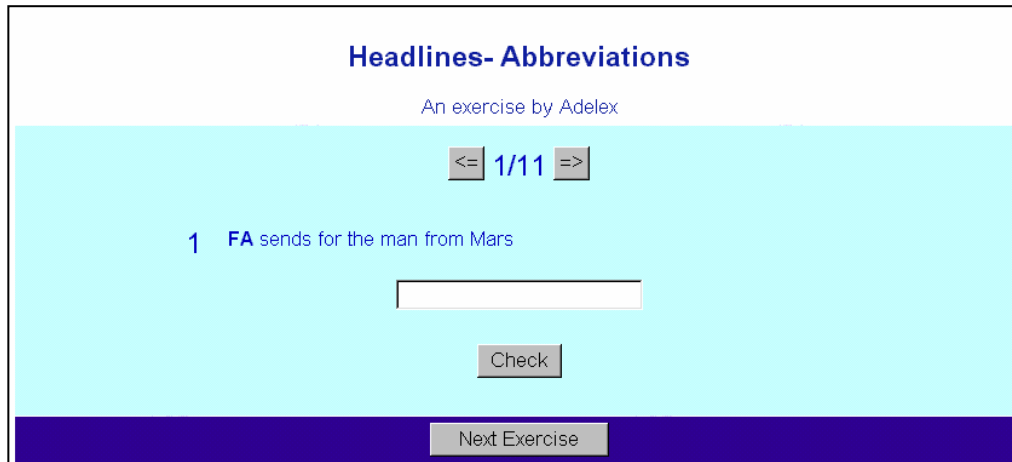 Headlines- Abbreviations
An exercise by Adelex
<= 1/11 =>
1 FA sends for the man from Mars
Check
Next Exercise